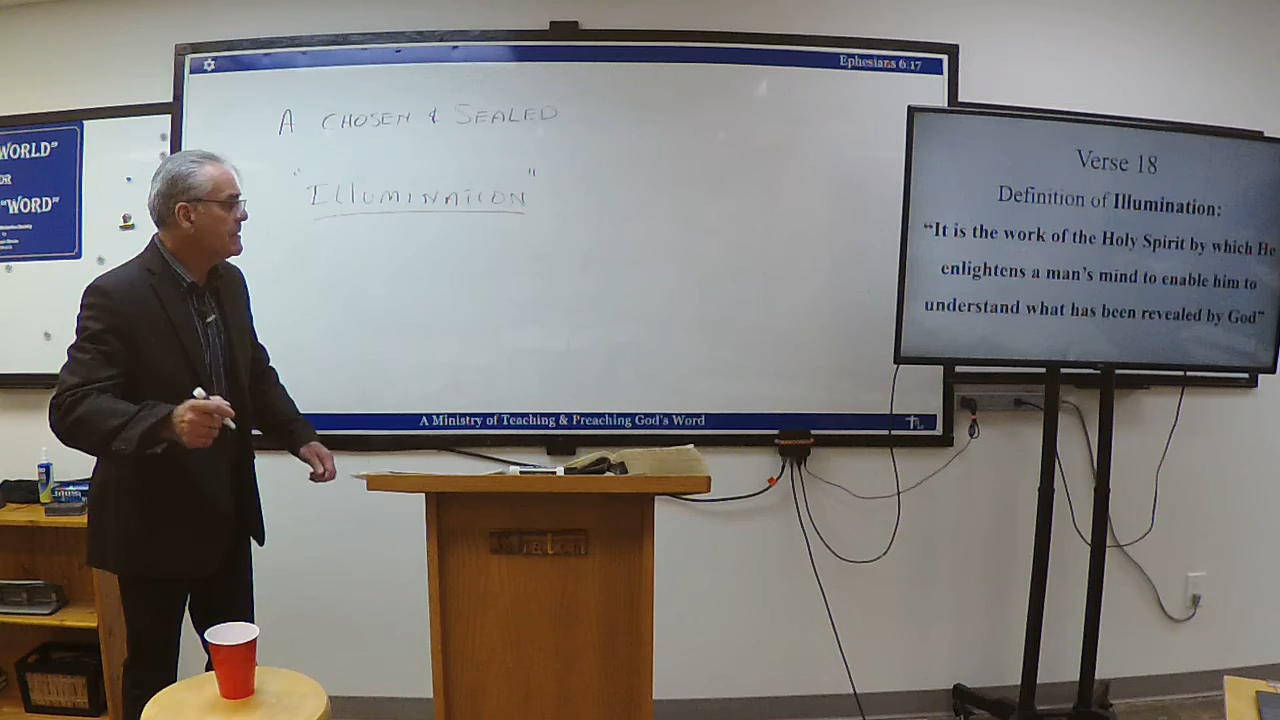 Ephesians 6:17
A CHOSEN & SEALED
"ILLUMINATION"
WORLD"
OR
"WORD"
Verse 18
Definition of Illumination:
“It is the work of the Holy Spirit by which He
enlightens a man’s mind to enable him to
understand what has been revealed by God”
A Ministry of Teaching & Preaching God's Word